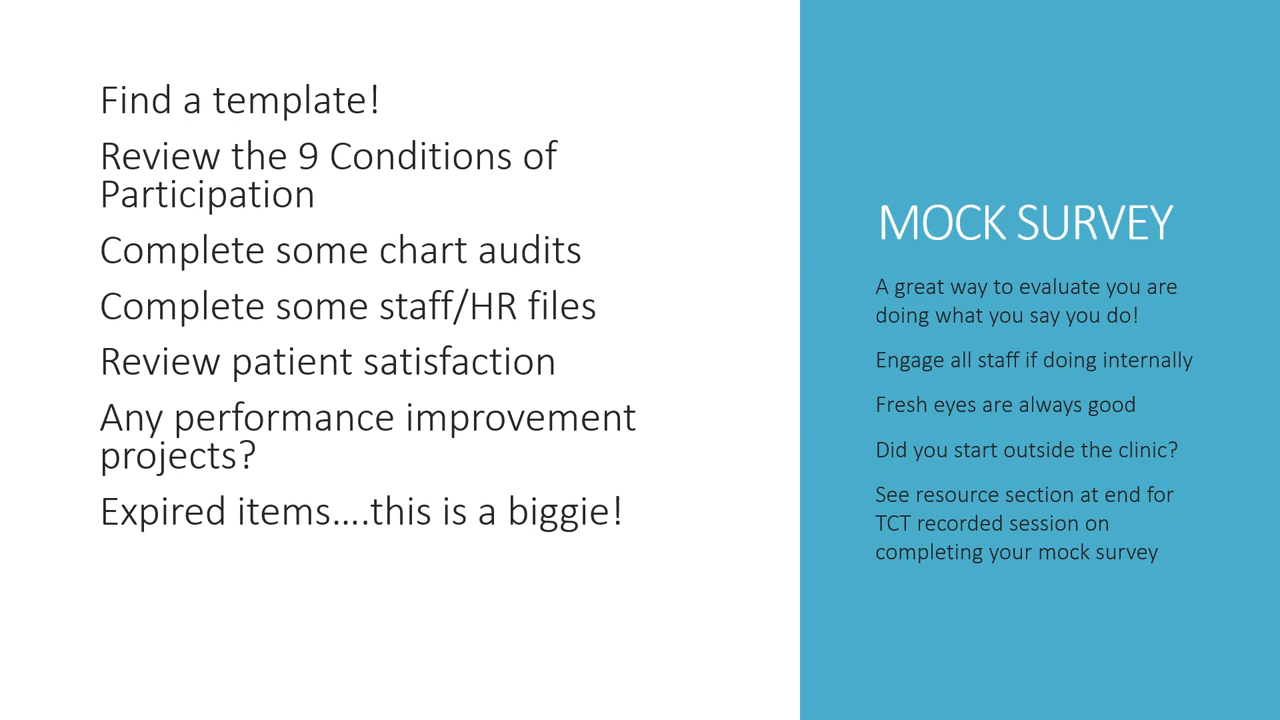 Find a template!
Review the 9 Conditions of
Participation
Complete some chart audits
Complete some staff/HR files
Review patient satisfaction
Any performance improvement
projects?
Expired items....this is a biggie!
MOCK SURVEY
A great way to evaluate you are
doing what you say you do!
Engage all staff if doing internally
Fresh eyes are always good
Did you start outside the clinic?
See resource section at end for
TCT recorded session on
completing your mock survey